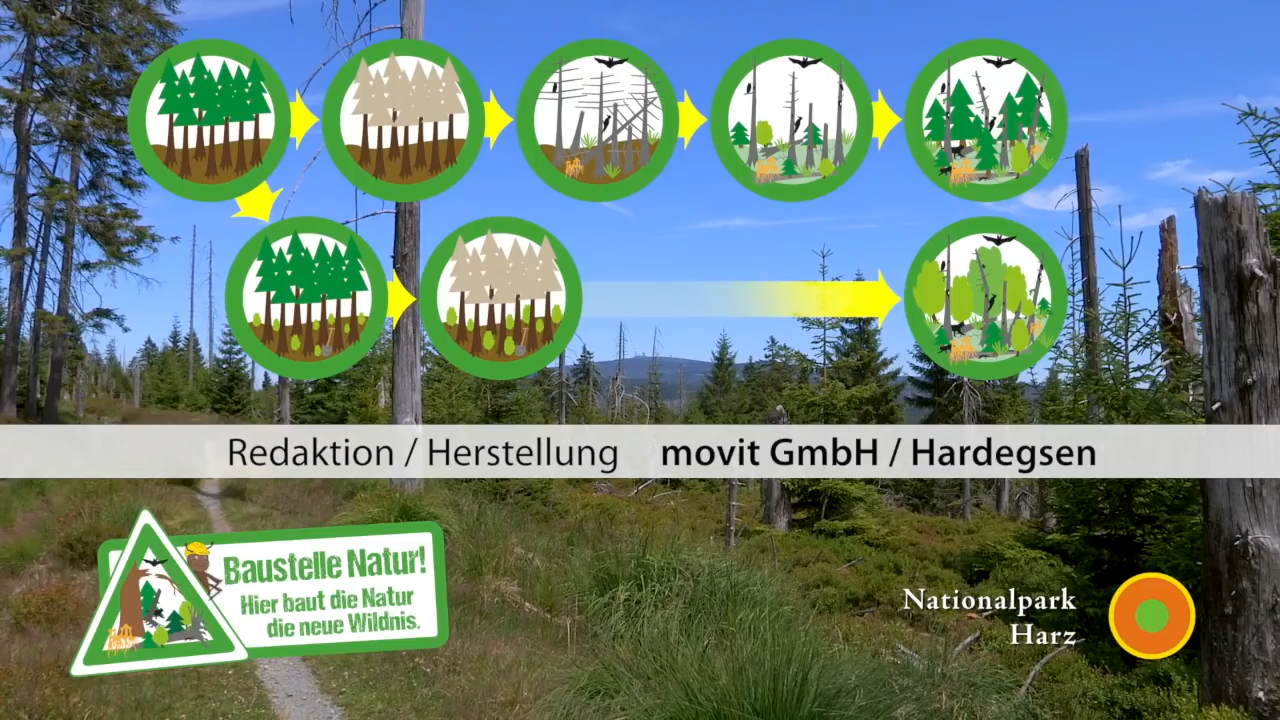 Redaktion / Herstellung movit GmbH / Hardegsen
Baustelle Natur!
Hier baut die Natur
die neue Wildnis.
Nationalpark
Harz